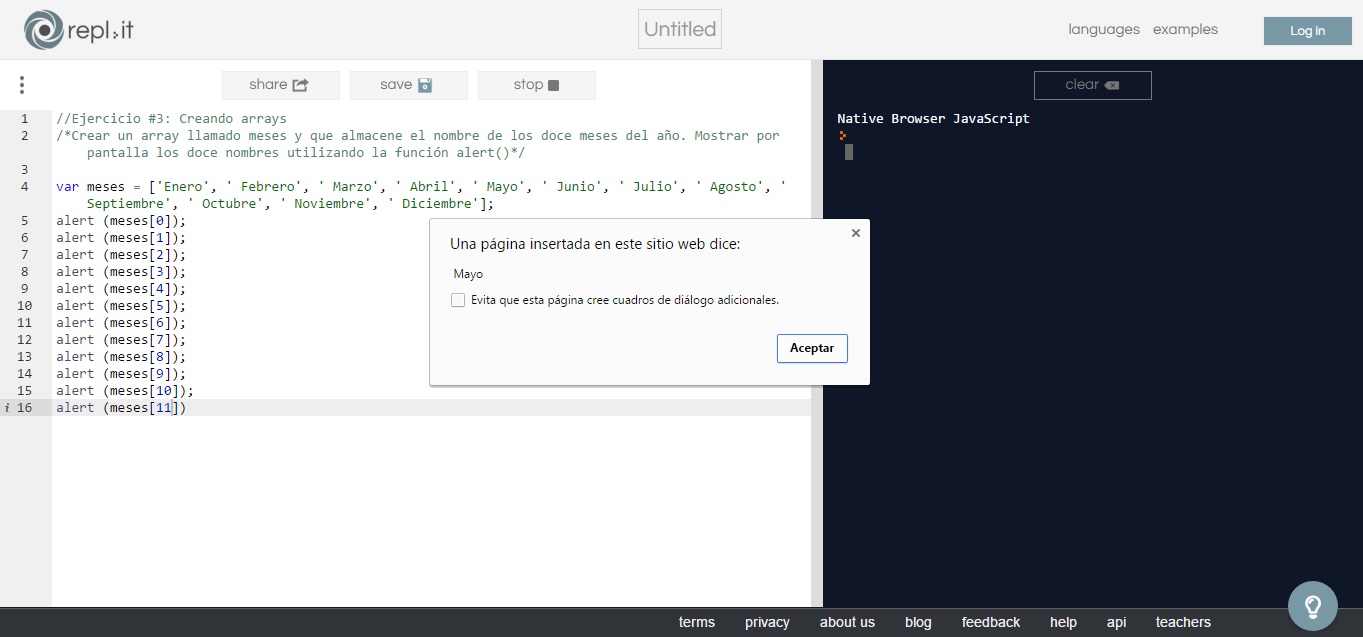 repl.it
Untitled
languages examples
Log in
share
save
stop
clear
1 //Ejercicio #3: Creando arrays
2 /*Crear un array llamado meses y que almacene el nombre de los doce meses del año. Mostrar por
pantalla los doce nombres utilizando la función alert()*/
3
4 var meses = ['Enero', ' Febrero', ' Marzo', ' Abril', ' Mayo', ' Junio', ' Julio', ' Agosto', '
Septiembre', ' Octubre', ' Noviembre', ' Diciembre'];
5 alert (meses[0]);
6 alert (meses[1]);
7 alert (meses[2]);
8 alert (meses[3]);
9 alert (meses[4]);
10 alert (meses[5]);
11 alert (meses[6]);
12 alert (meses[7]);
13 alert (meses[8]);
14 alert (meses[9]);
15 alert (meses[10]);
i 16 alert (meses[11])
Una página insertada en este sitio web dice:
Mayo
Evita que esta página cree cuadros de diálogo adicionales.
Aceptar
Native Browser JavaScript
terms privacy about us blog feedback help api teachers